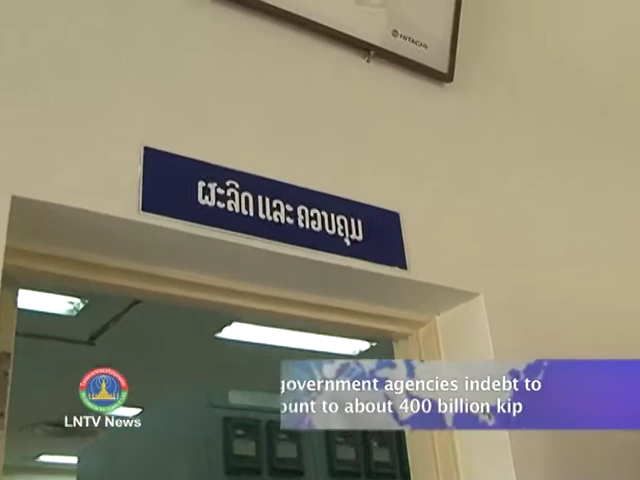 HITACHI
ຜະລິດ ແລະ ຄວບຄຸມ
government agencies indebt to
ount to about 400 billion kip
LNTV News